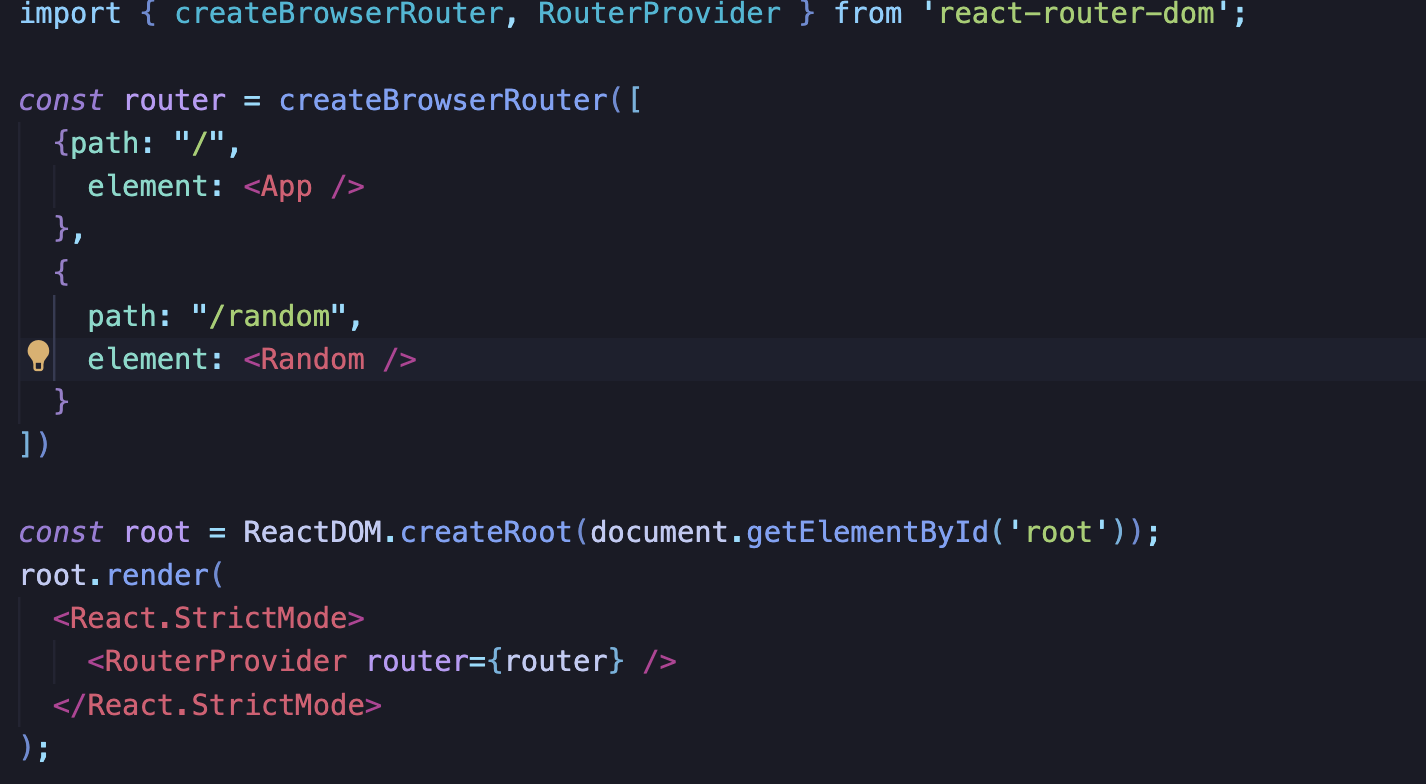 import { createBrowserRouter, RouterProvider } from 'react-router-dom';
const router = createBrowserRouter([
{path: "/",
element: <App />
},
{
path: "/random",
element: <Random />
}
])
const root = ReactDOM.createRoot(document.getElementById('root'));
root.render(
<React.StrictMode>
<RouterProvider router={router} />
</React.StrictMode>
);